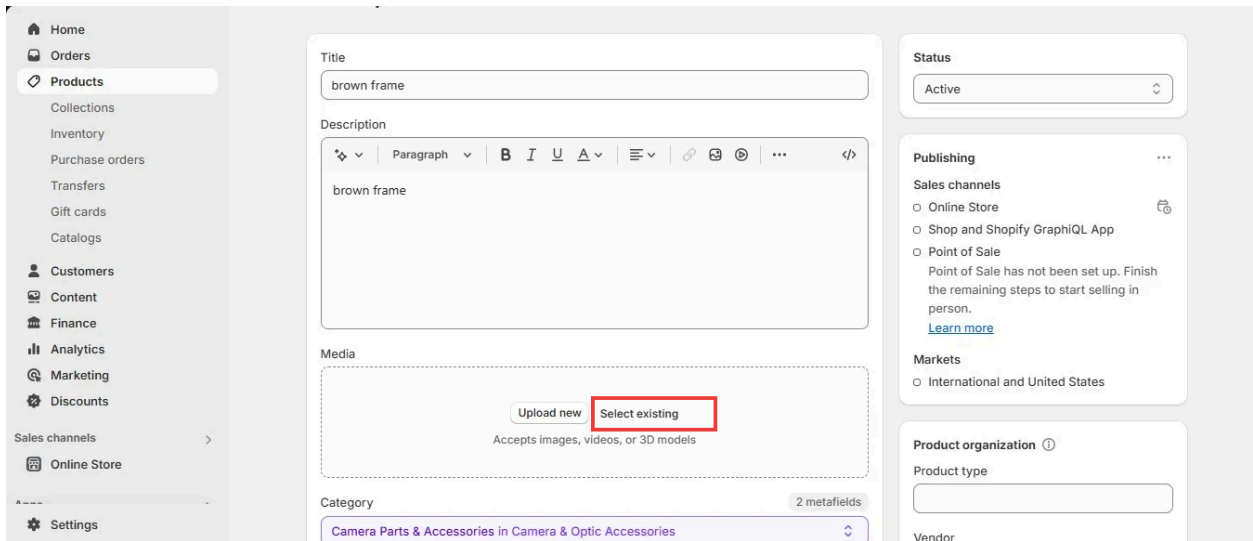 Home
Orders
Products
Collections
Inventory
Purchase orders
Transfers
Gift cards
Catalogs
Customers
Content
Finance
Analytics
Marketing
Discounts
Sales channels
Online Store
Settings
Title
brown frame
Description
Paragraph
B I U A
brown frame
Media
Upload new
Select existing
Accepts images, videos, or 3D models
Category
2 metafields
Camera Parts & Accessories in Camera & Optic Accessories
Status
Active
Publishing
Sales channels
Online Store
Shop and Shopify GraphiQL App
Point of Sale
Point of Sale has not been set up. Finish
the remaining steps to start selling in
person.
Learn more
Markets
International and United States
Product organization
Product type
Vendor